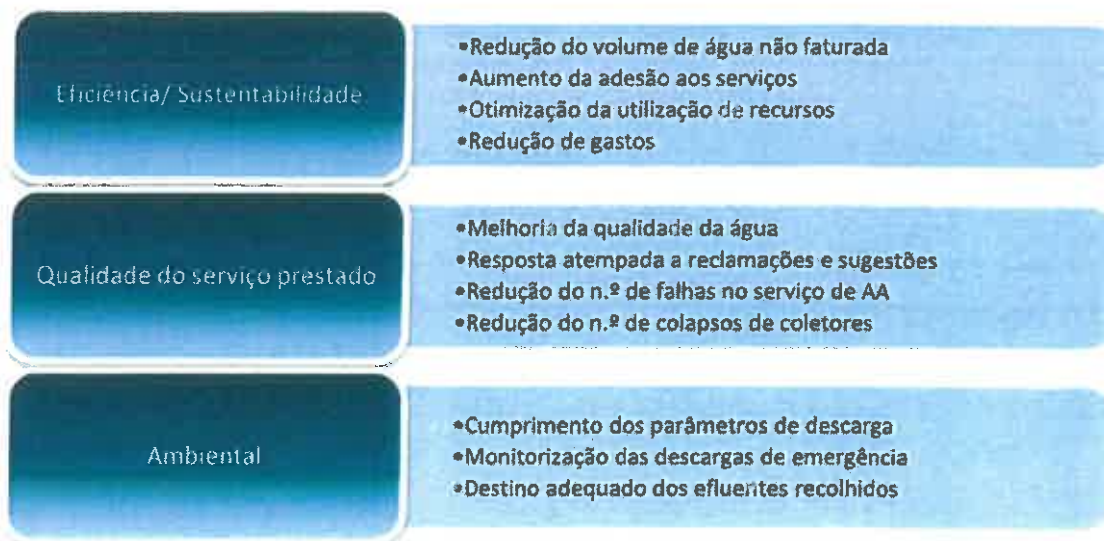 Eficiência/ Sustentabilidade
•Redução do volume de água não faturada
•Aumento da adesão aos serviços
•Otimização da utilização de recursos
•Redução de gastos
Qualidade do serviço prestado
•Melhoria da qualidade da água
•Resposta atempada a reclamações e sugestões
•Redução do n.º de falhas no serviço de AA
•Redução do n.º de colapsos de coletores
Ambiental
•Cumprimento dos parâmetros de descarga
•Monitorização das descargas de emergência
•Destino adequado dos efluentes recolhidos